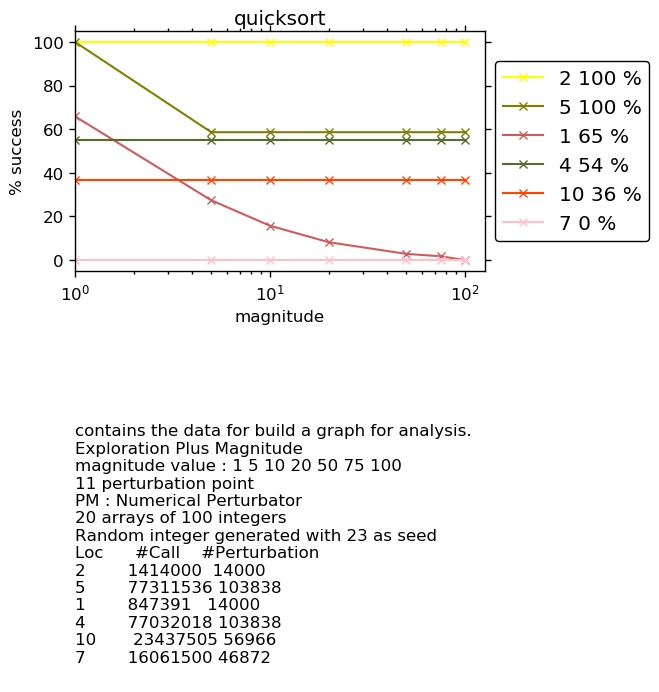 quicksort
100
80
60
40
20
0
% success
10^0
10^1
10^2
magnitude
2 100 %
5 100 %
1 65 %
4 54 %
10 36 %
7 0 %
contains the data for build a graph for analysis.
Exploration Plus Magnitude
magnitude value : 1 5 10 20 50 75 100
11 perturbation point
PM : Numerical Perturbator
20 arrays of 100 integers
Random integer generated with 23 as seed
Loc #Call #Perturbation
2 1414000 14000
5 77311536 103838
1 847391 14000
4 77032018 103838
10 23437505 56966
7 16061500 46872